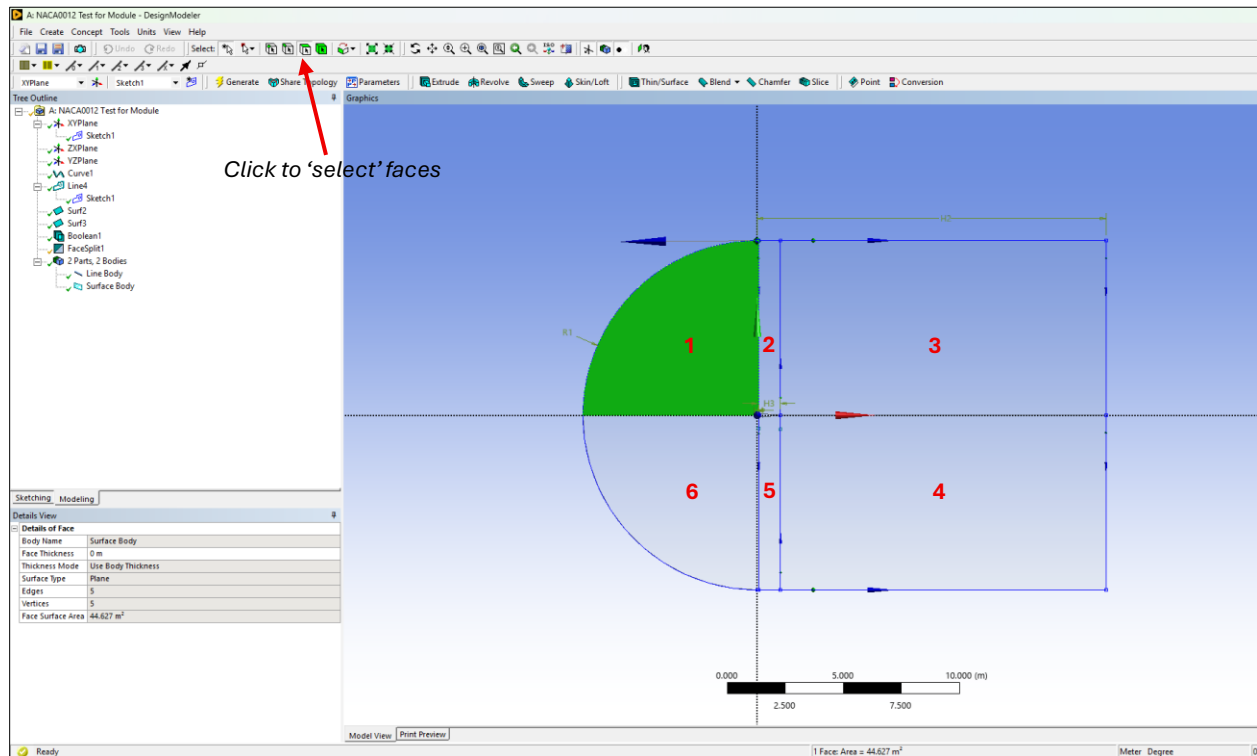 A: NACA0012 Test for Module - DesignModeler
File Create Concept Tools Units View Help
Undo Redo Select:
XYPlane Sketch1 Generate Share Topology Parameters Extrude Revolve Sweep Skin/Loft Thin/Surface Blend Chamfer Slice Point Conversion
Tree Outline
Graphics
A: NACA0012 Test for Module
XYPlane
Sketch1
ZXPlane
YZPlane
Curve1
Line4
Sketch1
Surf2
Surf3
Boolean1
FaceSplit1
2 Parts, 2 Bodies
Line Body
Surface Body
Click to ‘select’ faces
H2
R1
1 2 3
H3
6 5 4
0.000 5.000 10.000 (m)
2.500 7.500
Sketching Modeling
Details View
Details of Face
Body Name Surface Body
Face Thickness 0 m
Thickness Mode Use Body Thickness
Surface Type Plane
Edges 5
Vertices 5
Face Surface Area 44.627 m²
Model View Print Preview
Ready 1 Face: Area = 44.627 m² Meter Degree